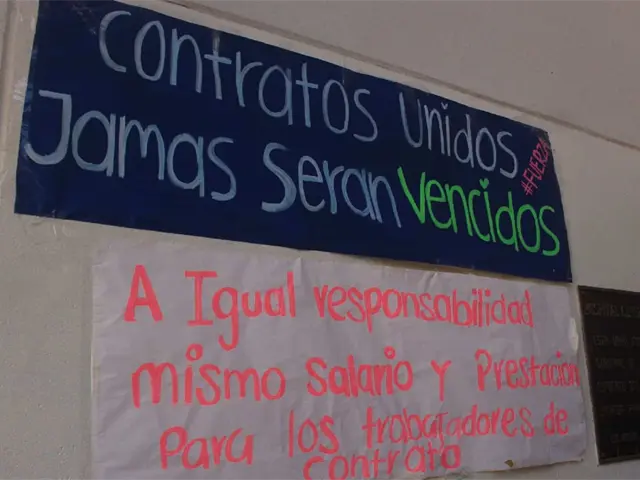 contratos unidos
Jamas seran vencidos
#FUERZA
A Igual responsabilidad
mismo salario y Prestacion
Para los trabajadores de
contrato